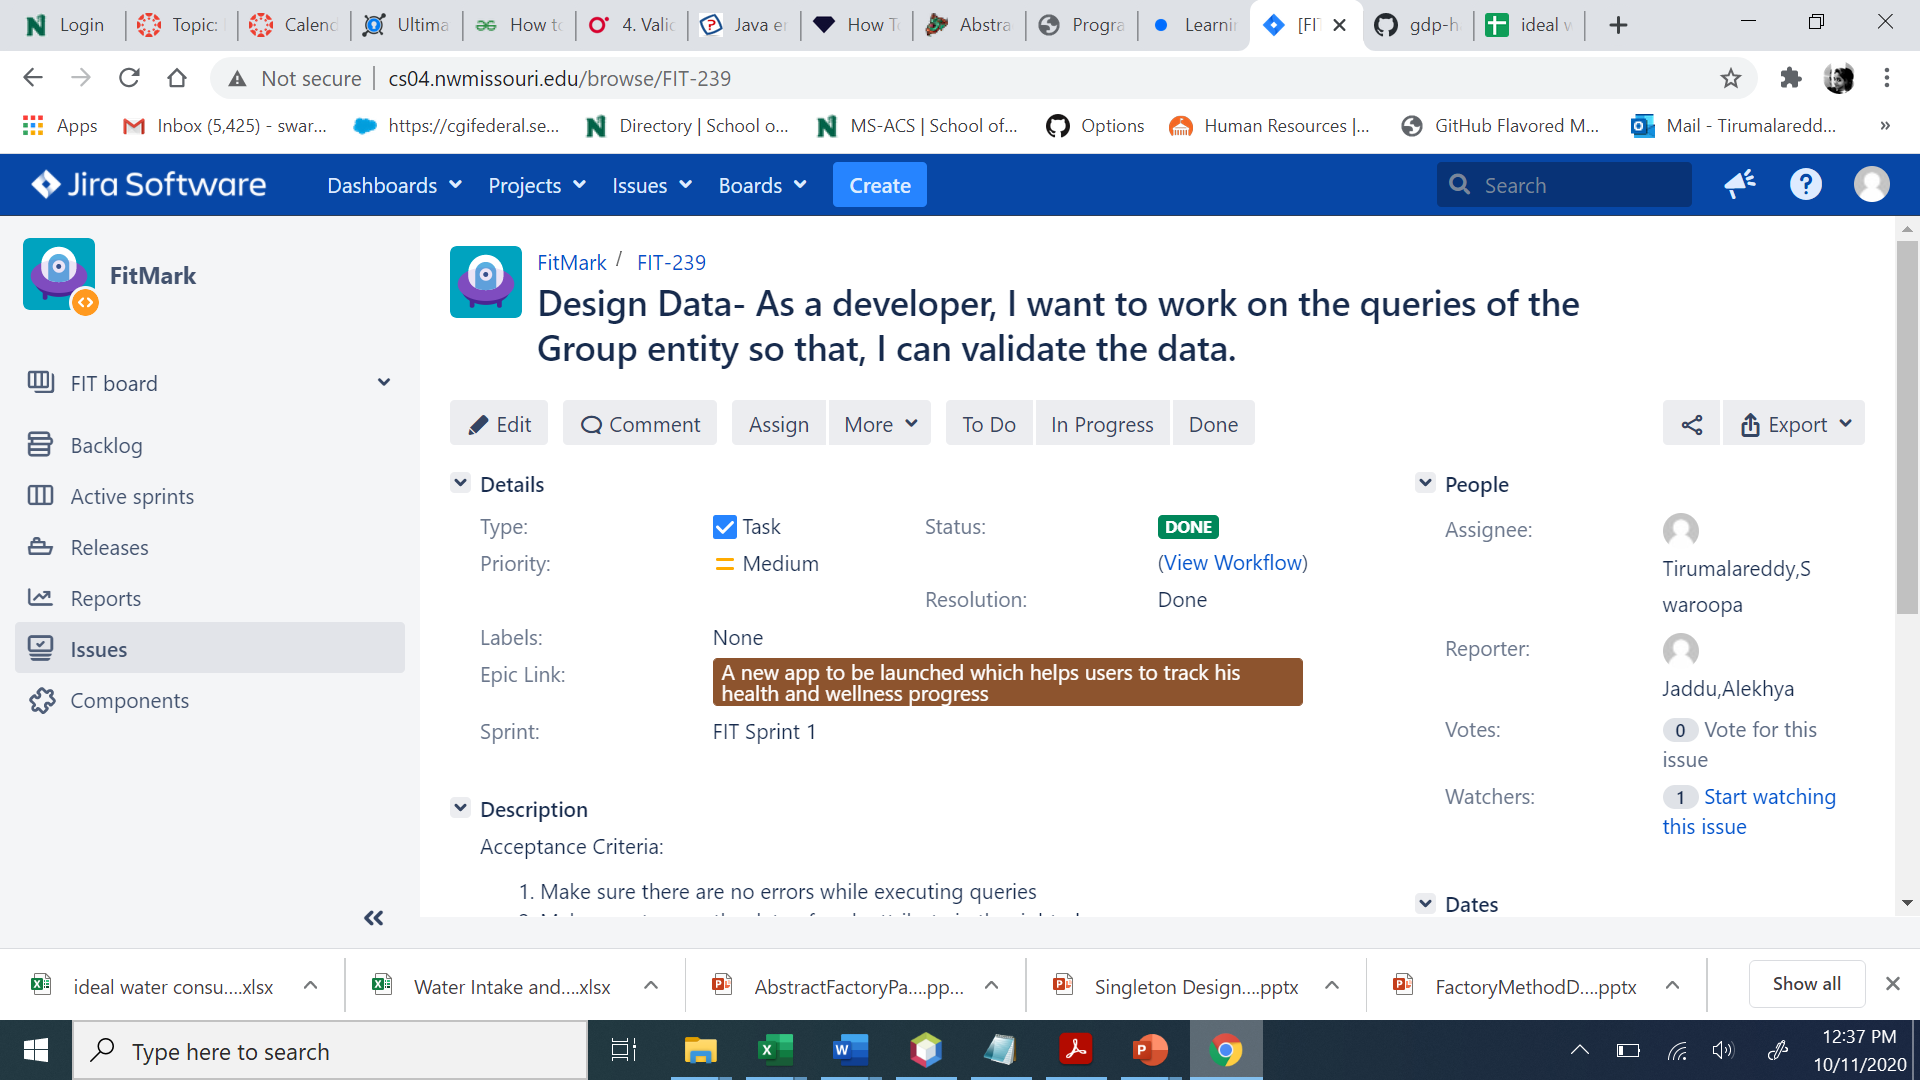 Login
Topic:
Calend
Ultima
How to
4. Valid
Java er
How To
Abstra
Progra
Learnin
[FIT
gdp-h
ideal w
Not secure
cs04.nwmissouri.edu/browse/FIT-239
Apps
Inbox (5,425) - swar...
https://cgifederal.se...
Directory | School o...
MS-ACS | School of...
Options
Human Resources |...
GitHub Flavored M...
Mail - Tirumalaredd...
»
Jira Software
Dashboards
Projects
Issues
Boards
Create
Search
FitMark
FIT board
Backlog
Active sprints
Releases
Reports
Issues
Components
FitMark / FIT-239
Design Data- As a developer, I want to work on the queries of the
Group entity so that, I can validate the data.
Edit
Comment
Assign
More
To Do
In Progress
Done
Export
Details
Type: Task
Status: DONE
Priority: Medium
(View Workflow)
Resolution: Done
Labels: None
Epic Link: A new app to be launched which helps users to track his
health and wellness progress
Sprint: FIT Sprint 1
Description
Acceptance Criteria:
1. Make sure there are no errors while executing queries
People
Assignee:
Tirumalareddy,S
waroopa
Reporter:
Jaddu,Alekhya
Votes: 0 Vote for this
issue
Watchers: 1 Start watching
this issue
Dates
ideal water consu....xlsx
Water Intake and....xlsx
AbstractFactoryPa....pp...
Singleton Design....pptx
FactoryMethodD....pptx
Show all
Type here to search
12:37 PM
10/11/2020